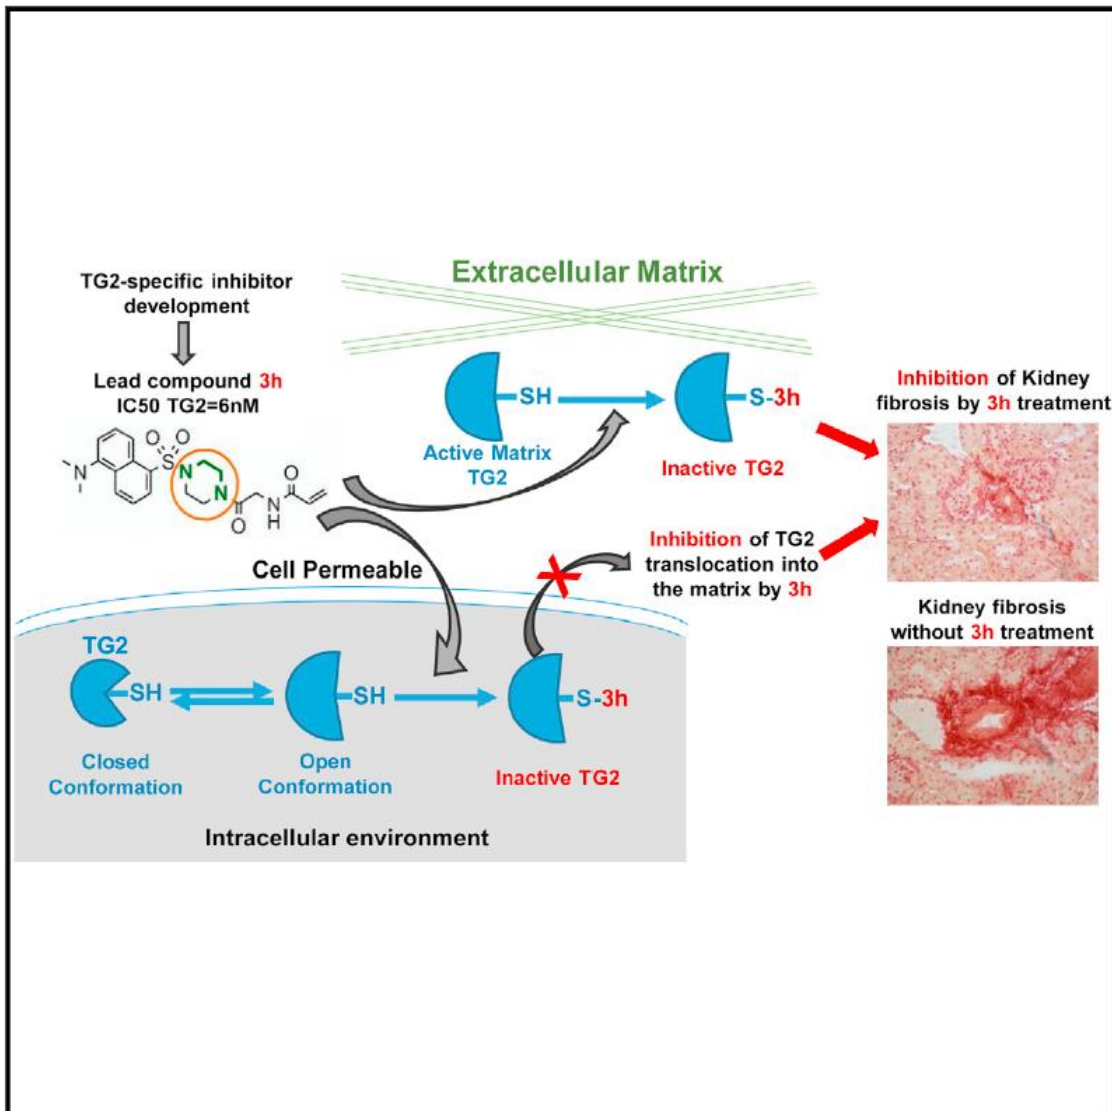 Extracellular Matrix
TG2-specific inhibitor
development
Lead compound 3h
IC50 TG2=6nM
O O
S
N
N
N
O
N
H
O
SH
S-3h
Active Matrix
TG2
Inactive TG2
Inhibition of Kidney
fibrosis by 3h treatment
Inhibition of TG2
translocation into
the matrix by 3h
Cell Permeable
Kidney fibrosis
without 3h treatment
TG2
SH
SH
S-3h
Closed
Conformation
Open
Conformation
Inactive TG2
Intracellular environment